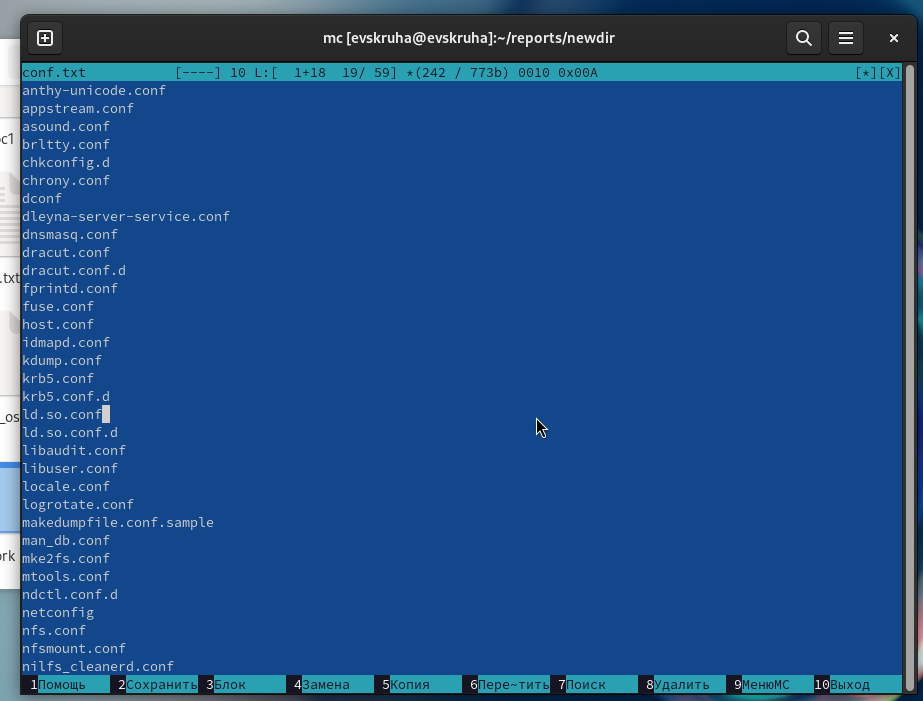 mc [evskruha@evskruha]:~/reports/newdir
conf.txt [----] 10 L:[ 1+18 19/ 59] *(242 / 773b) 0010 0x00A [*][X]
anthy-unicode.conf
appstream.conf
asound.conf
brltty.conf
chkconfig.d
chrony.conf
dconf
dleyna-server-service.conf
dnsmasq.conf
dracut.conf
dracut.conf.d
fprintd.conf
fuse.conf
host.conf
idmapd.conf
kdump.conf
krb5.conf
krb5.conf.d
ld.so.conf
ld.so.conf.d
libaudit.conf
libuser.conf
locale.conf
logrotate.conf
makedumpfile.conf.sample
man_db.conf
mke2fs.conf
mtools.conf
ndctl.conf.d
netconfig
nfs.conf
nfsmount.conf
nilfs_cleanerd.conf
1Помощь 2Сохранить 3Блок 4Замена 5Копия 6Пере~тить 7Поиск 8Удалить 9МенюMC 10Выход
oc1
.txt
_os
ork